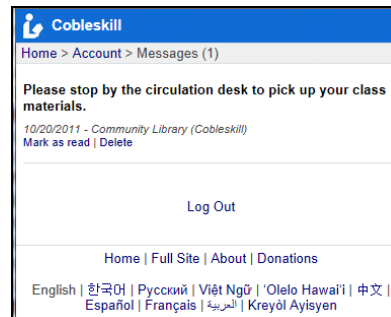 Cobleskill
Home > Account > Messages (1)
Please stop by the circulation desk to pick up your class
materials.
10/20/2011 - Community Library (Cobleskill)
Mark as read | Delete
Log Out
Home | Full Site | About | Donations
English | 한국어 | Русский | Việt Ngữ | 'Olelo Hawai'i | 中文 |
Español | Français | العربية | Kreyòl Ayisyen